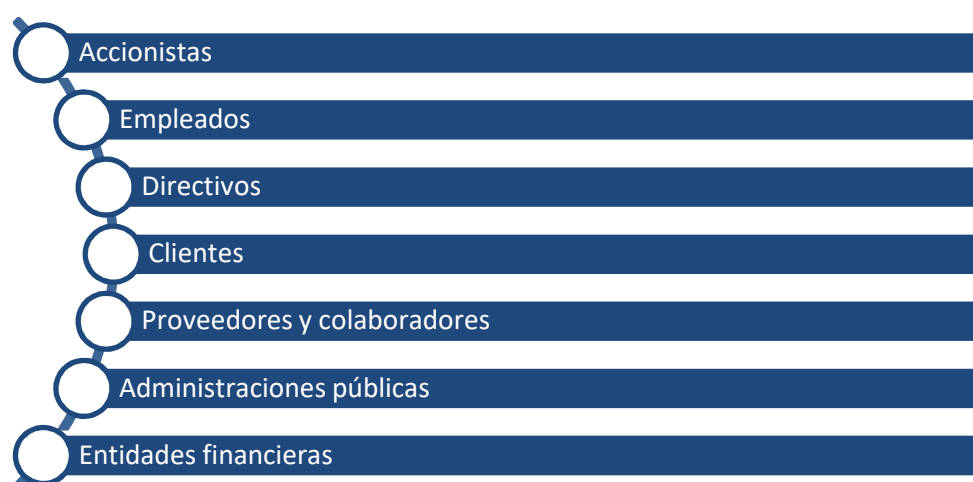 Accionistas
Empleados
Directivos
Clientes
Proveedores y colaboradores
Administraciones públicas
Entidades financieras